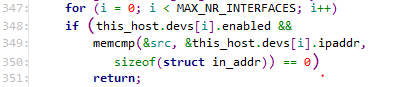 347: for (i = 0; i < MAX_NR_INTERFACES; i++)
348: if (this_host.devs[i].enabled &&
349: memcmp(&src, &this_host.devs[i].ipaddr,
350: sizeof(struct in_addr)) == 0)
351: return;